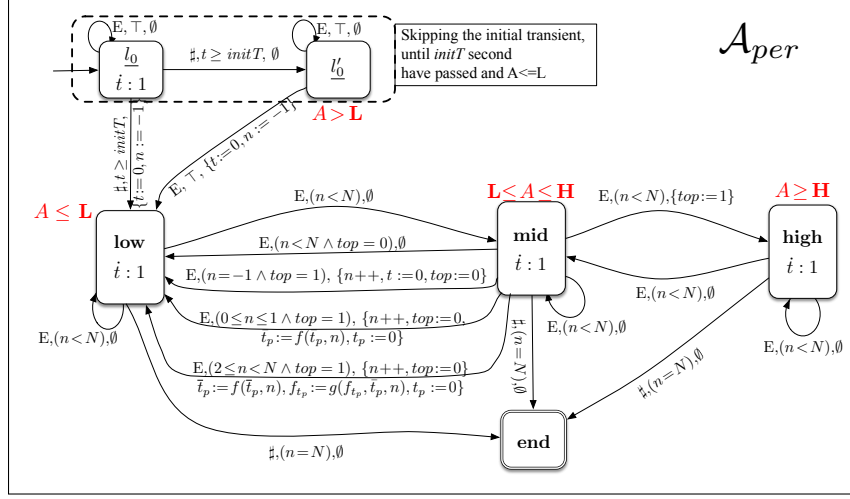 E, ⊤, ∅
E, ⊤, ∅
Skipping the initial transient,
until initT second
have passed and A<=L
𝒜per
l0
ṫ : 1
♯, t ≥ initT, ∅
l′0
A > L
♯, t ≥ initT,
{t := 0, n := −1}
E, ⊤, {t:=0, n := −1}
A ≤ L
L ≤ A ≤ H
A ≥ H
E,(n<N),∅
E,(n<N),{top:=1}
low
ṫ : 1
mid
ṫ : 1
high
ṫ : 1
E,(n<N ∧ top = 0),∅
E,(n=−1 ∧ top=1), {n++, t :=0, top:=0}
E,(n<N),∅
E,(0≤n≤1 ∧ top=1), {n++, top:=0,
t̄p:=f(t̄p, n), tp:=0}
E,(n<N),∅
E,(n<N),∅
E,(n<N),∅
E,(2≤n<N ∧ top=1), {n++, top:=0}
t̄p:=f(t̄p, n), ftp:=g(ftp, t̄p, n), tp :=0}
♯,(n=N),∅
♯,(n=N),∅
end
♯,(n=N),∅